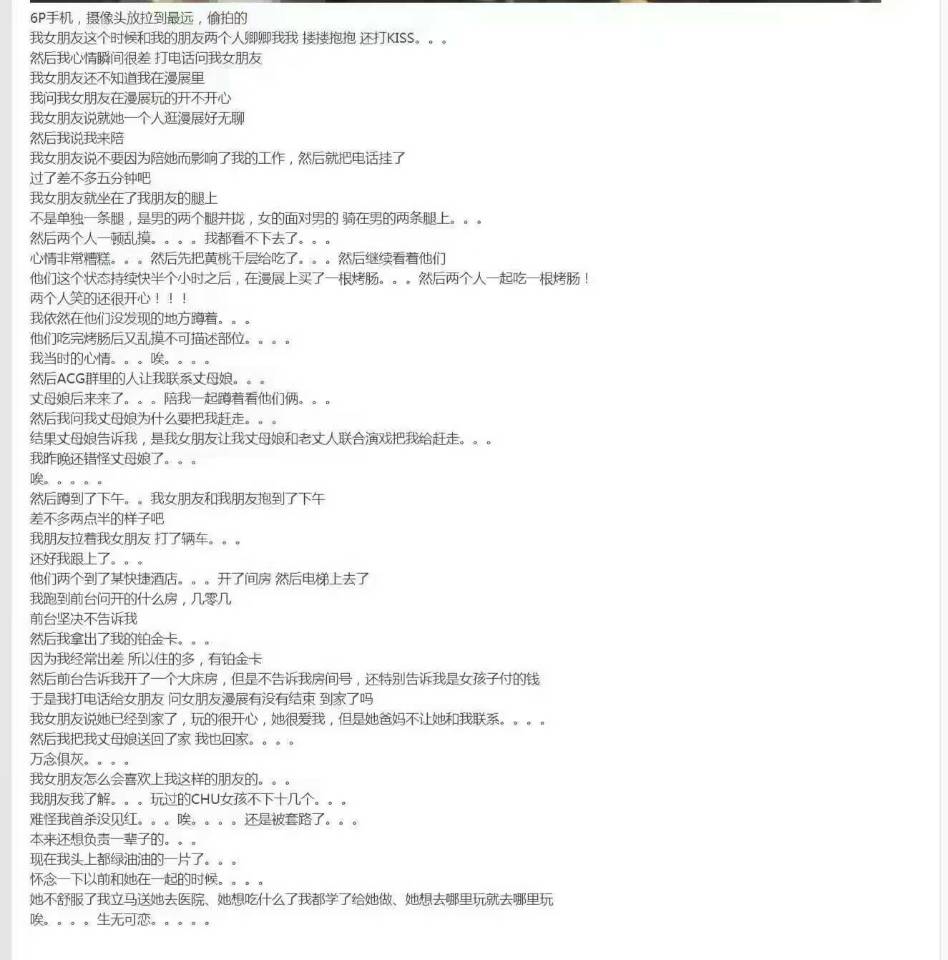 6P手机，摄像头放拉到最远，偷拍的
我女朋友这个时候和我的朋友两个人卿卿我我 搂搂抱抱 还打KISS。。。
然后我心情瞬间很差 打电话问我女朋友
我女朋友还不知道我在漫展里
我问我女朋友在漫展玩的开不开心
我女朋友说就她一个人逛漫展好无聊
然后我说我来陪
我女朋友说不要因为陪她而影响了我的工作，然后就把电话挂了
过了差不多五分钟吧
我女朋友就坐在了我朋友的腿上
不是单独一条腿，是男的两个腿并拢，女的面对男的 骑在男的两条腿上。。。
然后两个人一顿乱摸。。。。我都看不下去了。。。
心情非常糟糕。。。然后先把黄桃千层给吃了。。。然后继续看着他们
他们这个状态持续快半个小时之后，在漫展上买了一根烤肠。。。然后两个人一起吃一根烤肠！
两个人笑的还很开心！！！
我依然在他们没发现的地方蹲着。。。
他们吃完烤肠后又乱摸不可描述部位。。。。
我当时的心情。。。唉。。。。
然后ACG群里的人让我联系丈母娘。。。
丈母娘后来来了。。。陪我一起蹲着看他们俩。。。
然后我问我丈母娘为什么要把我赶走。。。
结果丈母娘告诉我，是我女朋友让我丈母娘和老丈人联合演戏把我给赶走。。。
我昨晚还错怪丈母娘了。。。
唉。。。。。
然后蹲到了下午。。我女朋友和我朋友抱到了下午
差不多两点半的样子吧
我朋友拉着我女朋友 打了辆车。。。
还好我跟上了。。。
他们两个到了某快捷酒店。。。开了间房 然后电梯上去了
我跑到前台问开的什么房，几零几
前台坚决不告诉我
然后我拿出了我的铂金卡。。。
因为我经常出差 所以住的多，有铂金卡
然后前台告诉我开了一个大床房，但是不告诉我房间号，还特别告诉我是女孩子付的钱
于是我打电话给女朋友 问女朋友漫展有没有结束 到家了吗
我女朋友说她已经到家了，玩的很开心，她很爱我，但是她爸妈不让她和我联系。。。。
然后我把我丈母娘送回了家 我也回家。。。。
万念俱灰。。。。
我女朋友怎么会喜欢上我这样的朋友的。。。
我朋友我了解。。。玩过的CHU女孩不下十几个。。。
难怪我首杀没见红。。。唉。。。。还是被套路了。。。
本来还想负责一辈子的。。。
现在我头上都绿油油的一片了。。。
怀念一下以前和她在一起的时候。。。。
她不舒服了我立马送她去医院、她想吃什么了我都学了给她做、她想去哪里玩就去哪里玩
唉。。。。生无可恋。。。。。